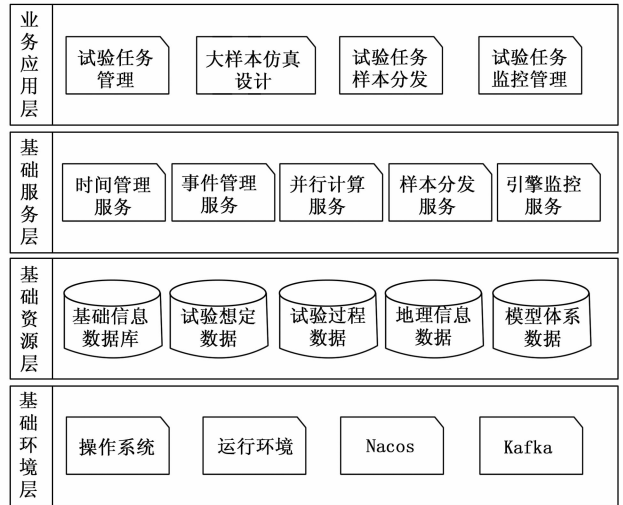 业务应用层
试验任务
管理
大样本仿真
设计
试验任务
样本分发
试验任务
监控管理
基础服务层
时间管理
服务
事件管理
服务
并行计算
服务
样本分发
服务
引擎监控
服务
基础资源层
基础信息
数据库
试验想定
数据
试验过程
数据
地理信息
数据
模型体系
数据
基础环境层
操作系统
运行环境
Nacos
Kafka